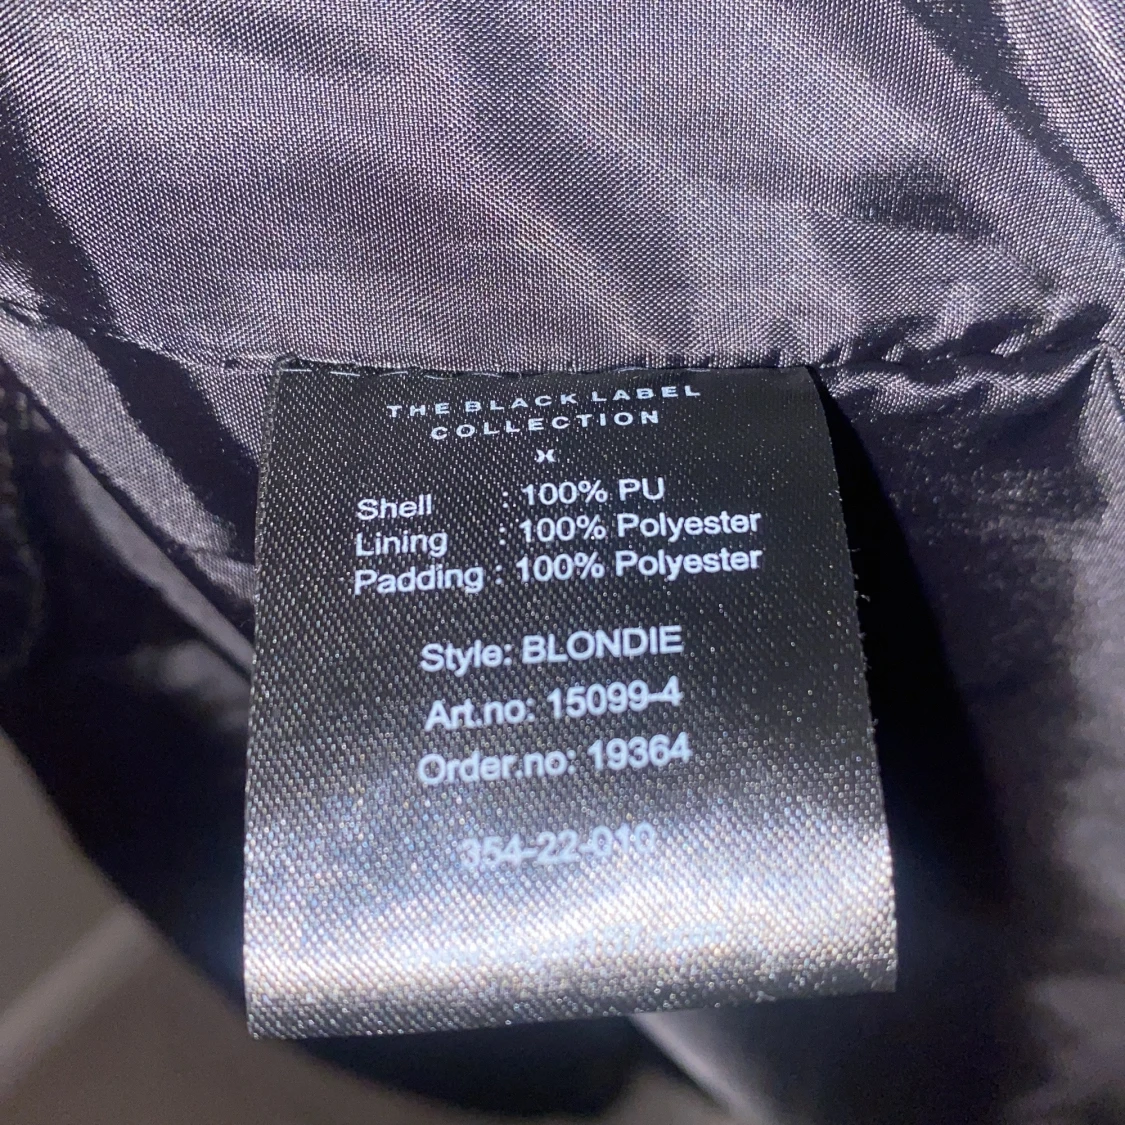 THE BLACK LABEL
COLLECTION
Shell : 100% PU
Lining : 100% Polyester
Padding : 100% Polyester
Style: BLONDIE
Art.no: 15099-4
Order.no: 19364
354-22-010